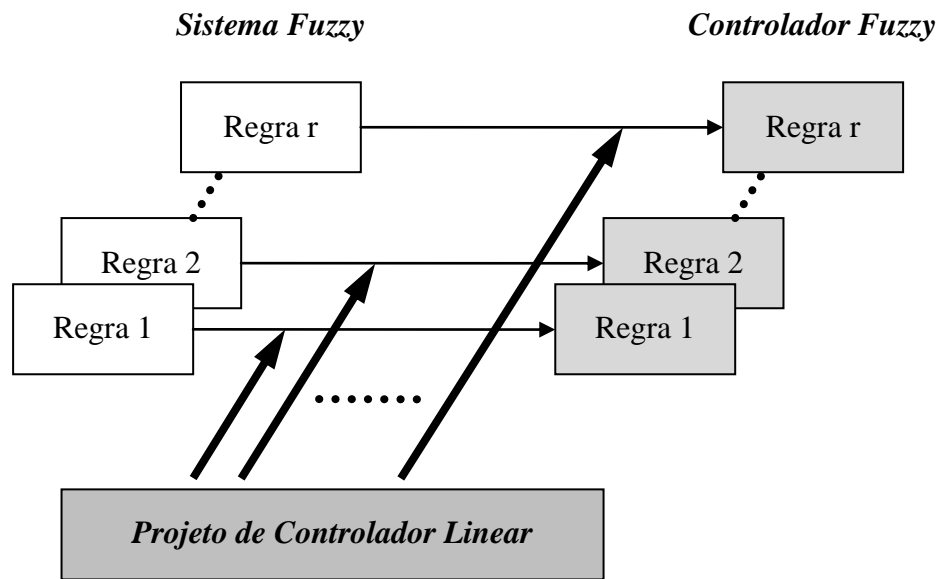 Sistema Fuzzy
Controlador Fuzzy
Regra r
Regra r
Regra 2
Regra 2
Regra 1
Regra 1
Projeto de Controlador Linear